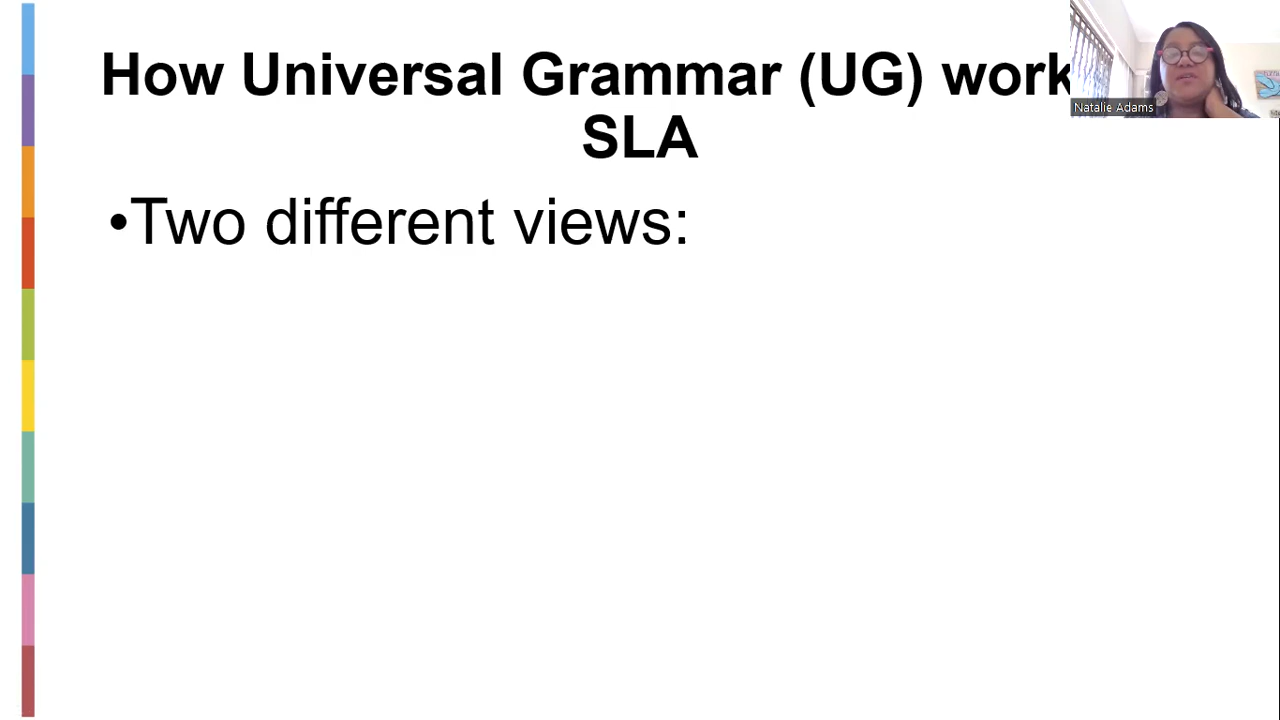 How Universal Grammar (UG) work
SLA
•Two different views:
Natalie Adams